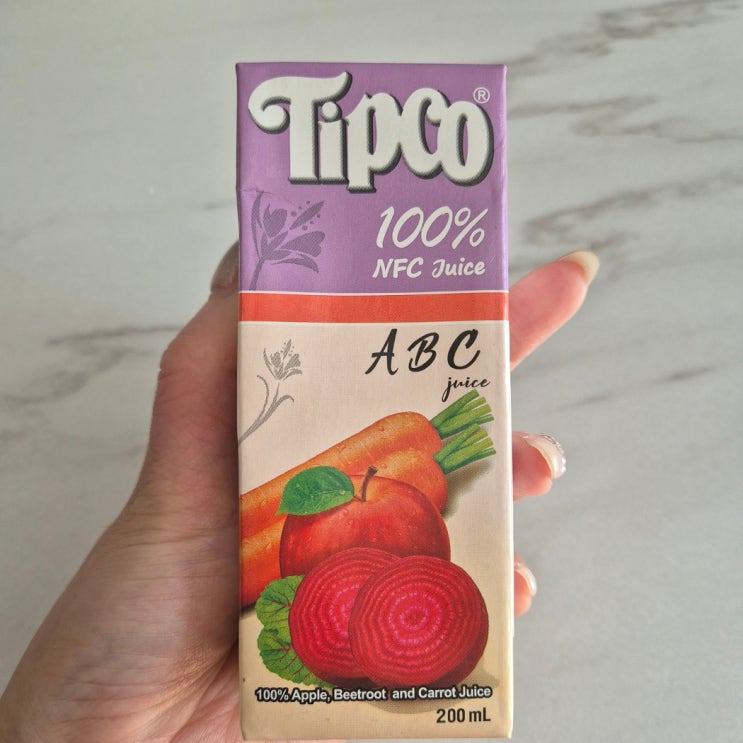 Tipco®
100%
NFC Juice
ABC
juice
100% Apple, Beetroot and Carrot Juice
200 mL